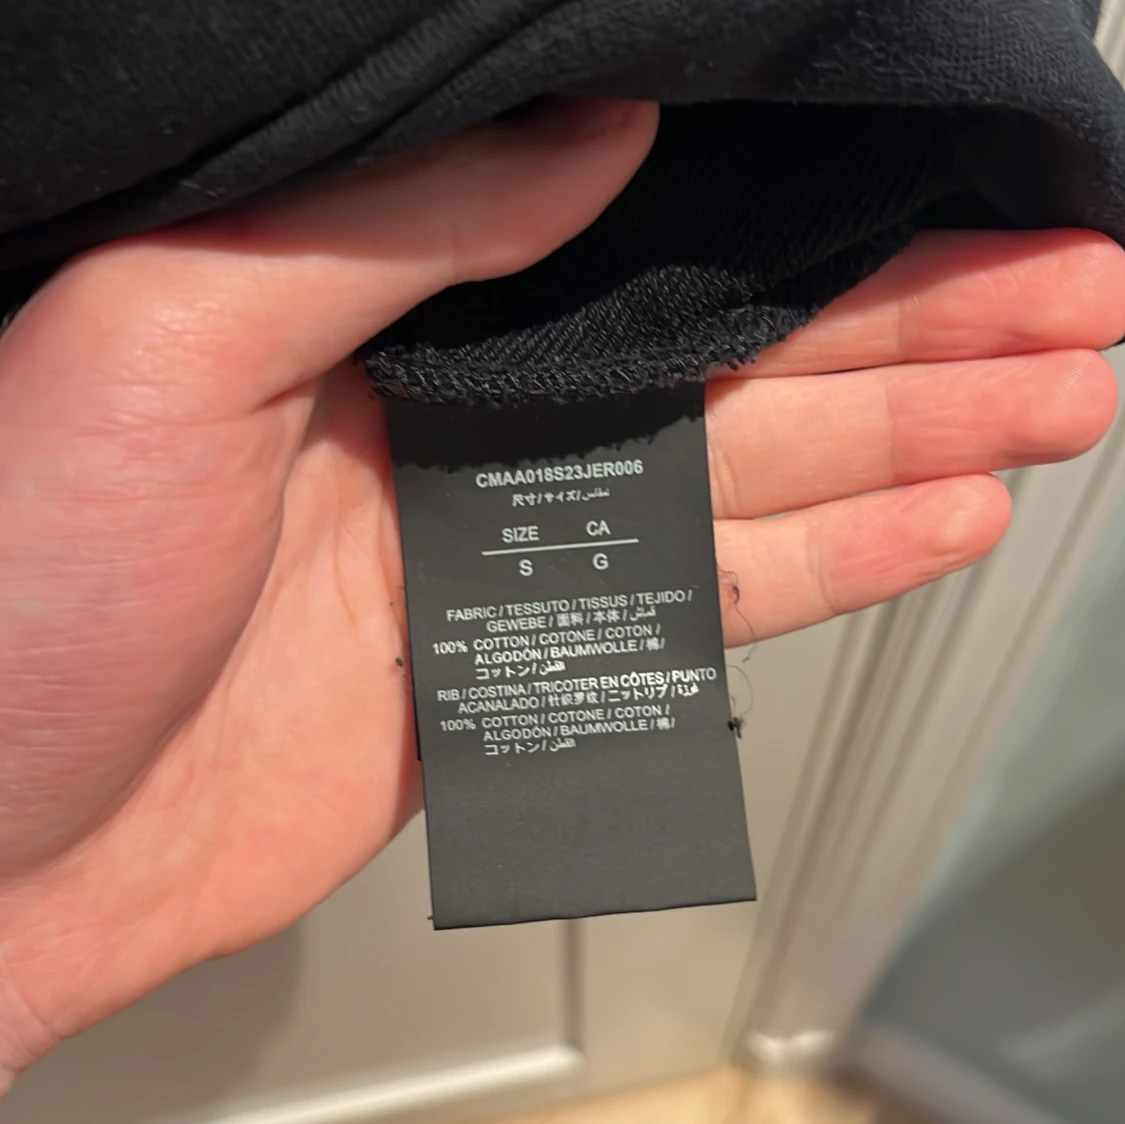 CMAA018S23JER006
尺寸/サイズ/مقاس
SIZE CA
S G
FABRIC / TESSUTO / TISSUS / TEJIDO /
GEWEBE / 面料 / 本体 / قماش
100% COTTON / COTONE / COTON /
ALGODÓN / BAUMWOLLE / 棉/
コットン / القطن
RIB / COSTINA / TRICOTER EN CÔTES / PUNTO
ACANALADO / 针织罗纹 / ニットリブ /
100% COTTON / COTONE / COTON /
ALGODÓN / BAUMWOLLE / 棉/
コットン / القطن